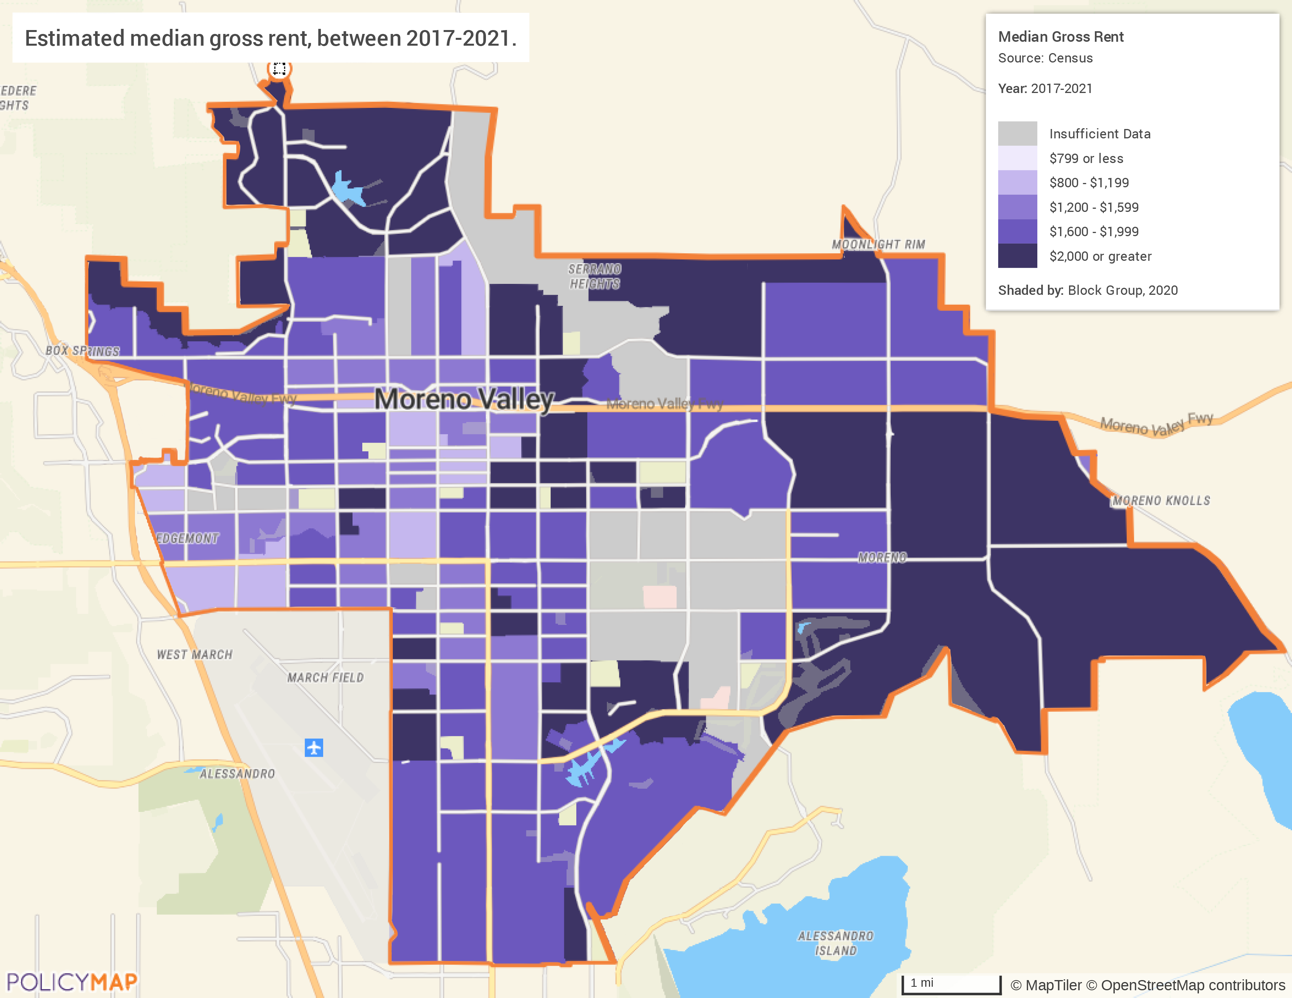 Estimated median gross rent, between 2017-2021.
Median Gross Rent
Source: Census
Year: 2017-2021
Insufficient Data
$799 or less
$800 - $1,199
$1,200 - $1,599
$1,600 - $1,999
$2,000 or greater
Shaded by: Block Group, 2020
EDERE
GHTS
MOONLIGHT RIM
SERRANO
HEIGHTS
BOX SPRINGS
Moreno Valley Fwy
Moreno Valley
Moreno Valley Fwy
Moreno Valley Fwy
MORENO KNOLLS
EDGEMONT
MORENO
WEST MARCH
MARCH FIELD
ALESSANDRO
ALESSANDRO
ISLAND
POLICYMAP
1 mi
© MapTiler © OpenStreetMap contributors